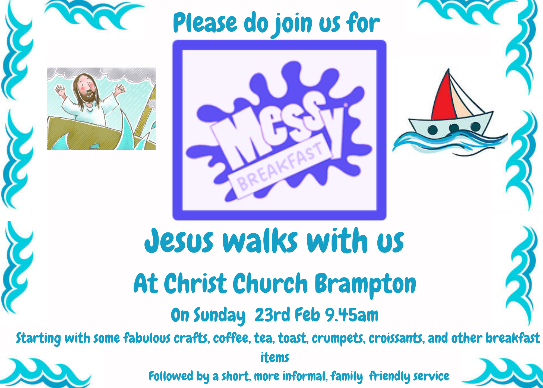 Please do join us for
Messy
BREAKFAST
Jesus walks with us
At Christ Church Brampton
On Sunday 23rd Feb 9.45am
Starting with some fabulous crafts, coffee, tea, toast, crumpets, croissants, and other breakfast
items
Followed by a short, more informal, family friendly service